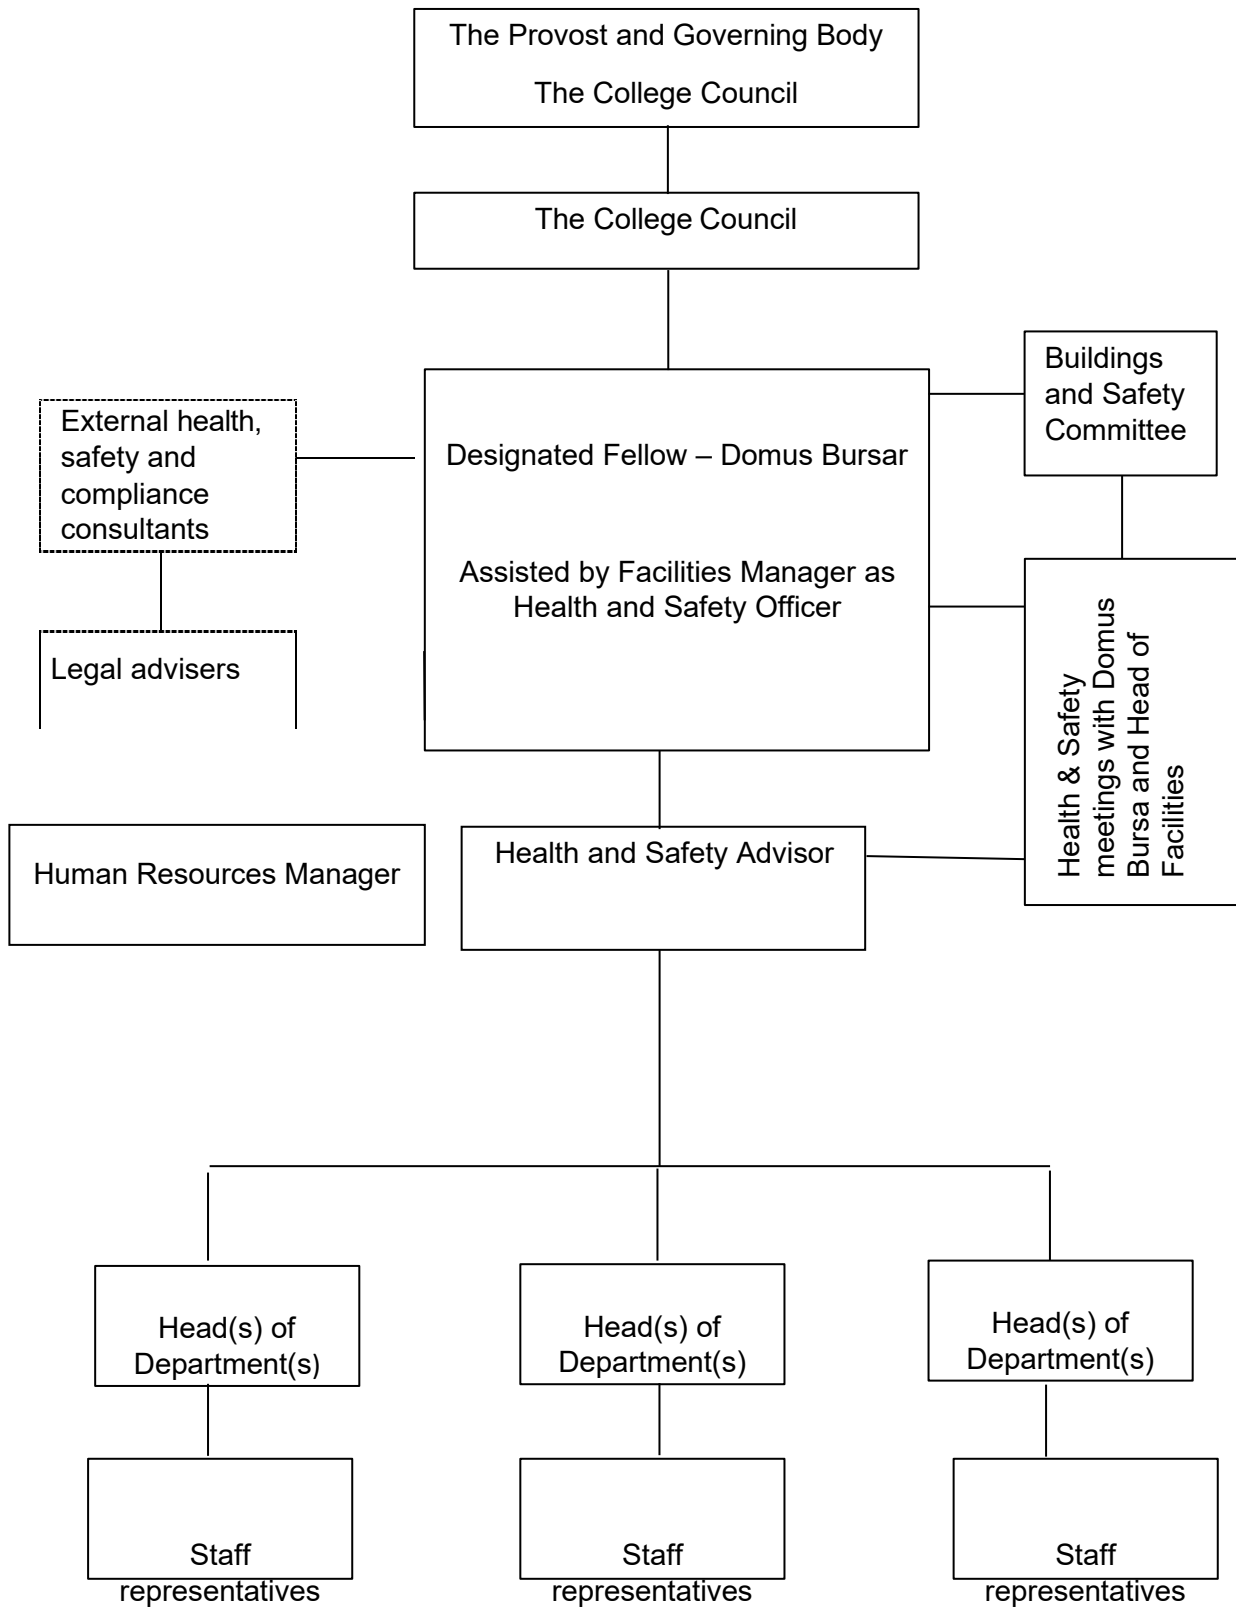 The Provost and Governing Body
The College Council
The College Council
Buildings
and Safety
Committee
External health,
safety and
compliance
consultants
Designated Fellow – Domus Bursar
Assisted by Facilities Manager as
Health and Safety Officer
Legal advisers
Health & Safety
meetings with Domus
Bursa and Head of
Facilities
Human Resources Manager
Health and Safety Advisor
Head(s) of
Department(s)
Head(s) of
Department(s)
Head(s) of
Department(s)
Staff
representatives
Staff
representatives
Staff
representatives